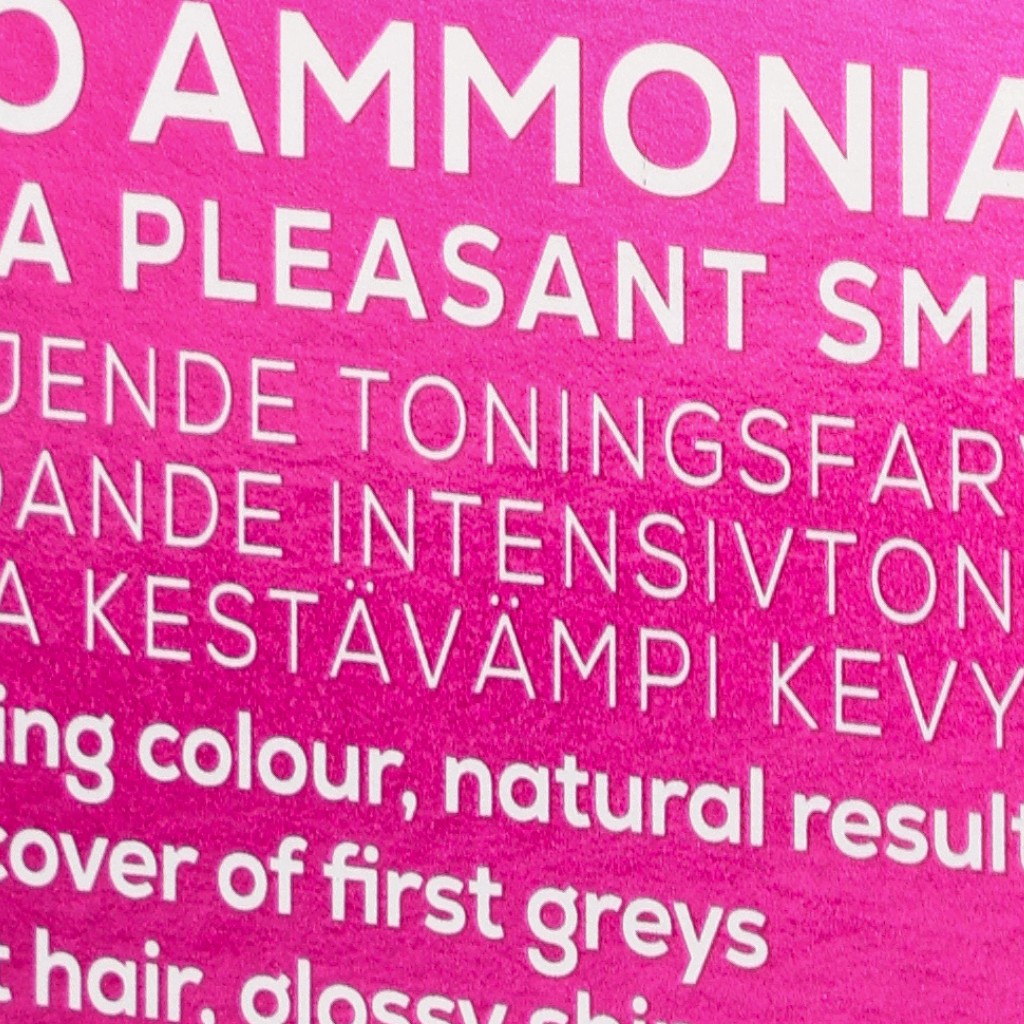 O AMMONIA
A PLEASANT SM
JENDE TONINGSFAR
DANDE INTENSIVTON
A KESTÄVÄMPI KEVY
ing colour, natural result
cover of first greys
t hair, glossy shin